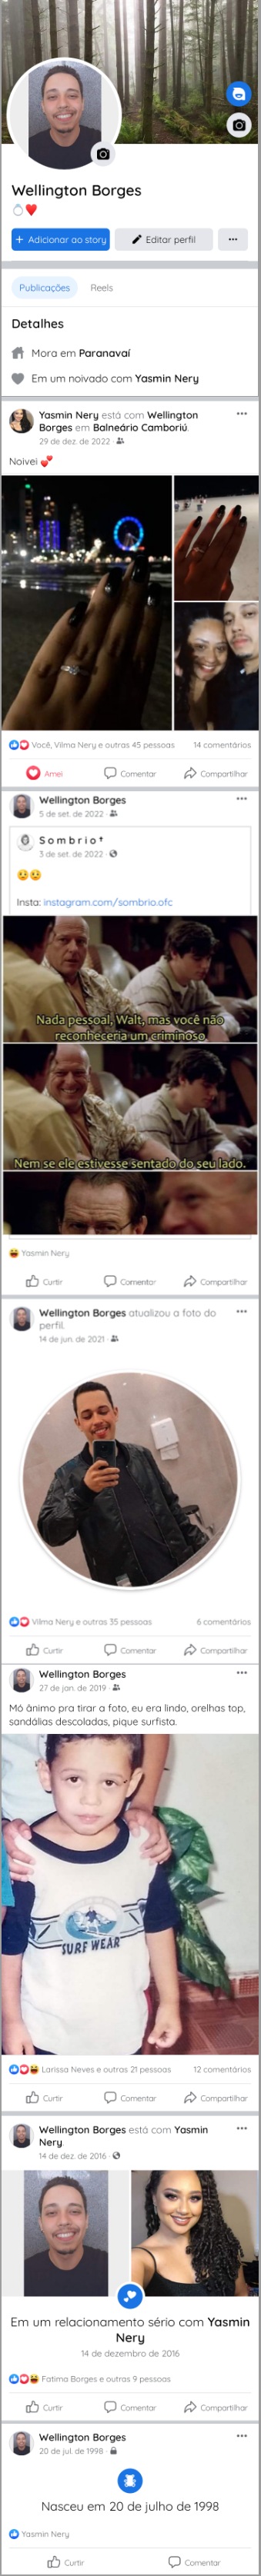 Wellington Borges
💍❤️
+ Adicionar ao story
Editar perfil
Publicações
Reels
Detalhes
Mora em Paranavaí
Em um noivado com Yasmin Nery
Yasmin Nery está com Wellington
Borges em Balneário Camboriú.
29 de dez. de 2022
Noivei 💕
Você, Vilma Nery e outras 45 pessoas
14 comentários
Amei
Comentar
Compartilhar
Wellington Borges
5 de set. de 2022
Sombrio✝
3 de set. de 2022
😟😟
Insta: instagram.com/sombrio.ofc
Nada pessoal, Walt, mas você não
reconheceria um criminoso,
Nem se ele estivesse sentado do seu lado.
Yasmin Nery
Curtir
Comentar
Compartilhar
Wellington Borges atualizou a foto do
perfil.
14 de jun. de 2021
Vilma Nery e outras 35 pessoas
6 comentários
Curtir
Comentar
Compartilhar
Wellington Borges
27 de jan. de 2019
Mó ânimo pra tirar a foto, eu era lindo, orelhas top,
sandálias descoladas, pique surfista.
SURF WEAR
Larissa Neves e outras 21 pessoas
12 comentários
Curtir
Comentar
Compartilhar
Wellington Borges está com Yasmin
Nery.
14 de dez. de 2016
Em um relacionamento sério com Yasmin
Nery
14 de dezembro de 2016
Fatima Borges e outras 9 pessoas
Curtir
Comentar
Compartilhar
Wellington Borges
20 de jul. de 1998
Nasceu em 20 de julho de 1998
Yasmin Nery
Curtir
Comentar